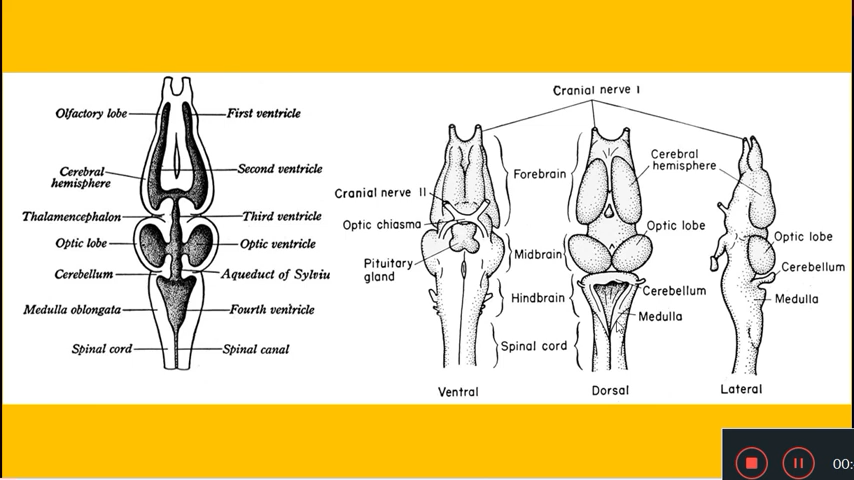 Olfactory lobe
First ventricle
Cerebral
hemisphere
Second ventricle
Thalamencephalon
Third ventricle
Optic lobe
Optic ventricle
Cerebellum
Aqueduct of Sylviu
Medulla oblongata
Fourth ventricle
Spinal cord
Spinal canal
Cranial nerve I
Forebrain
Cerebral
hemisphere
Cranial nerve II
Optic chiasma
Optic lobe
Optic lobe
Pituitary
gland
Midbrain
Cerebellum
Hindbrain
Cerebellum
Medulla
Medulla
Spinal cord
Ventral
Dorsal
Lateral
00: